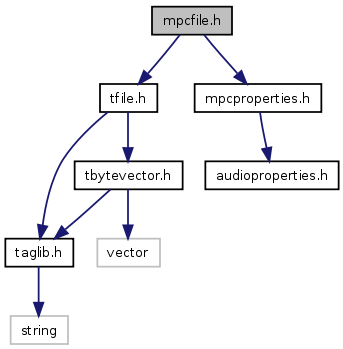 mpcfile.h
tfile.h
mpcproperties.h
tbytevector.h
audioproperties.h
taglib.h
vector
string